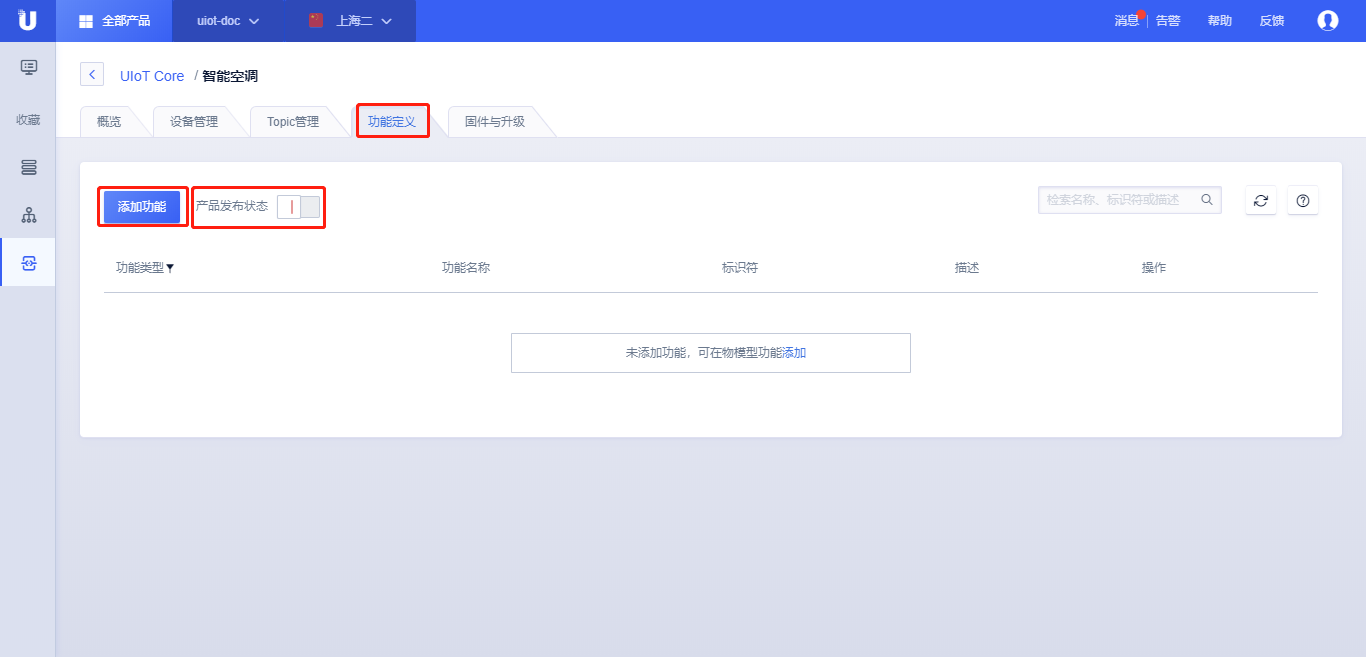 U 全部产品 uiot-doc 上海二 消息 告警 帮助 反馈
收藏
UIoT Core / 智能空调
概览 设备管理 Topic管理 功能定义 固件与升级
添加功能 产品发布状态 检索名称、标识符或描述
功能类型 功能名称 标识符 描述 操作
未添加功能，可在物模型功能添加